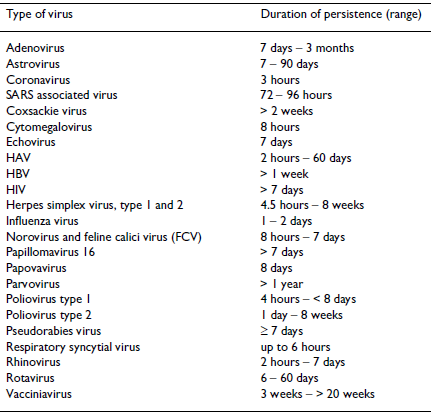 Type of virus Duration of persistence (range)
Adenovirus 7 days – 3 months
Astrovirus 7 – 90 days
Coronavirus 3 hours
SARS associated virus 72 – 96 hours
Coxsackie virus > 2 weeks
Cytomegalovirus 8 hours
Echovirus 7 days
HAV 2 hours – 60 days
HBV > 1 week
HIV > 7 days
Herpes simplex virus, type 1 and 2 4.5 hours – 8 weeks
Influenza virus 1 – 2 days
Norovirus and feline calici virus (FCV) 8 hours – 7 days
Papillomavirus 16 > 7 days
Papovavirus 8 days
Parvovirus > 1 year
Poliovirus type 1 4 hours – < 8 days
Poliovirus type 2 1 day – 8 weeks
Pseudorabies virus ≥ 7 days
Respiratory syncytial virus up to 6 hours
Rhinovirus 2 hours – 7 days
Rotavirus 6 – 60 days
Vacciniavirus 3 weeks – > 20 weeks